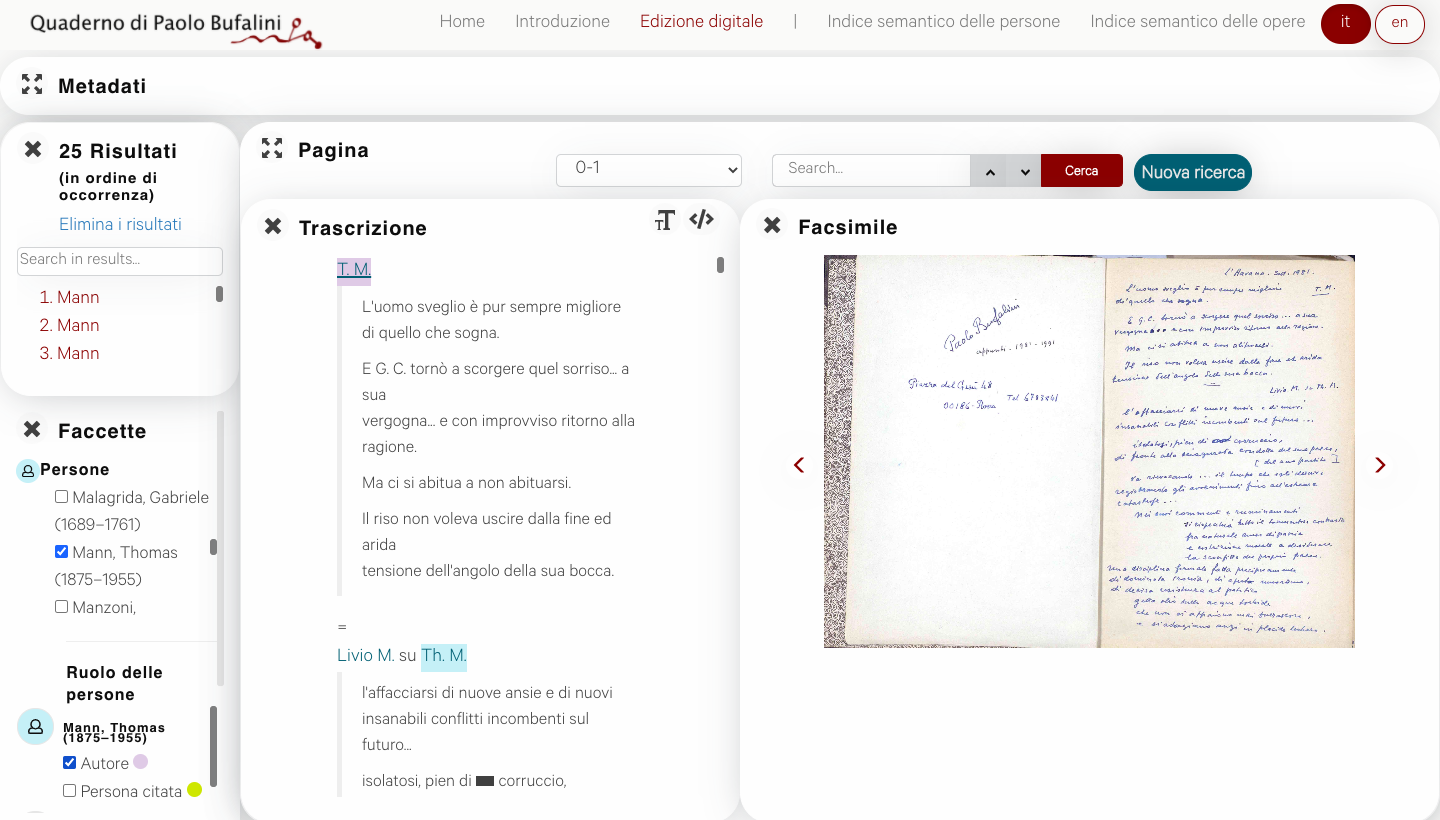 Quaderno di Paolo Bufalini
Home Introduzione Edizione digitale | Indice semantico delle persone Indice semantico delle opere it en
Metadati
25 Risultati
(in ordine di
occorrenza)
Elimina i risultati
Search in results...
1. Mann
2. Mann
3. Mann
Faccette
Persone
Malagrida, Gabriele
(1689–1761)
Mann, Thomas
(1875–1955)
Manzoni,
Ruolo delle
persone
Mann, Thomas
(1875–1955)
Autore
Persona citata
Pagina
0-1
Search...
Cerca
Nuova ricerca
Trascrizione
T. M.
L'uomo sveglio è pur sempre migliore
di quello che sogna.
E G. C. tornò a scorgere quel sorriso... a
sua
vergogna... e con improvviso ritorno alla
ragione.
Ma ci si abitua a non abituarsi.
Il riso non voleva uscire dalla fine ed
arida
tensione dell'angolo della sua bocca.
=
Livio M. su Th. M.
l'affacciarsi di nuove ansie e di nuovi
insanabili conflitti incombenti sul
futuro...
isolatosi, pien di corruccio,
Facsimile
Paolo Bufalini
appunti - 1981 - 1991
Piazza del Gesù 48
00186 - Roma Tel 6783941
L'Avana. Sett. 1981.
L'uomo sveglio è pur sempre migliore
T. M.
di quello che sogna.
E G.C. tornò a scorgere quel sorriso... a sua
vergogna... e con improvviso ritorno alla ragione.
Ma ci si abitua a non abituarsi.
Il riso non voleva uscire dalla fine ed arida
tensione dell'angolo della sua bocca.
Livio M. su Th. M.
l'affacciarsi di nuove ansie e di nuovi
insanabili conflitti incombenti sul futuro...
isolatosi, pien di corruccio,
di fronte alla sciagurata condotta del suo paese,